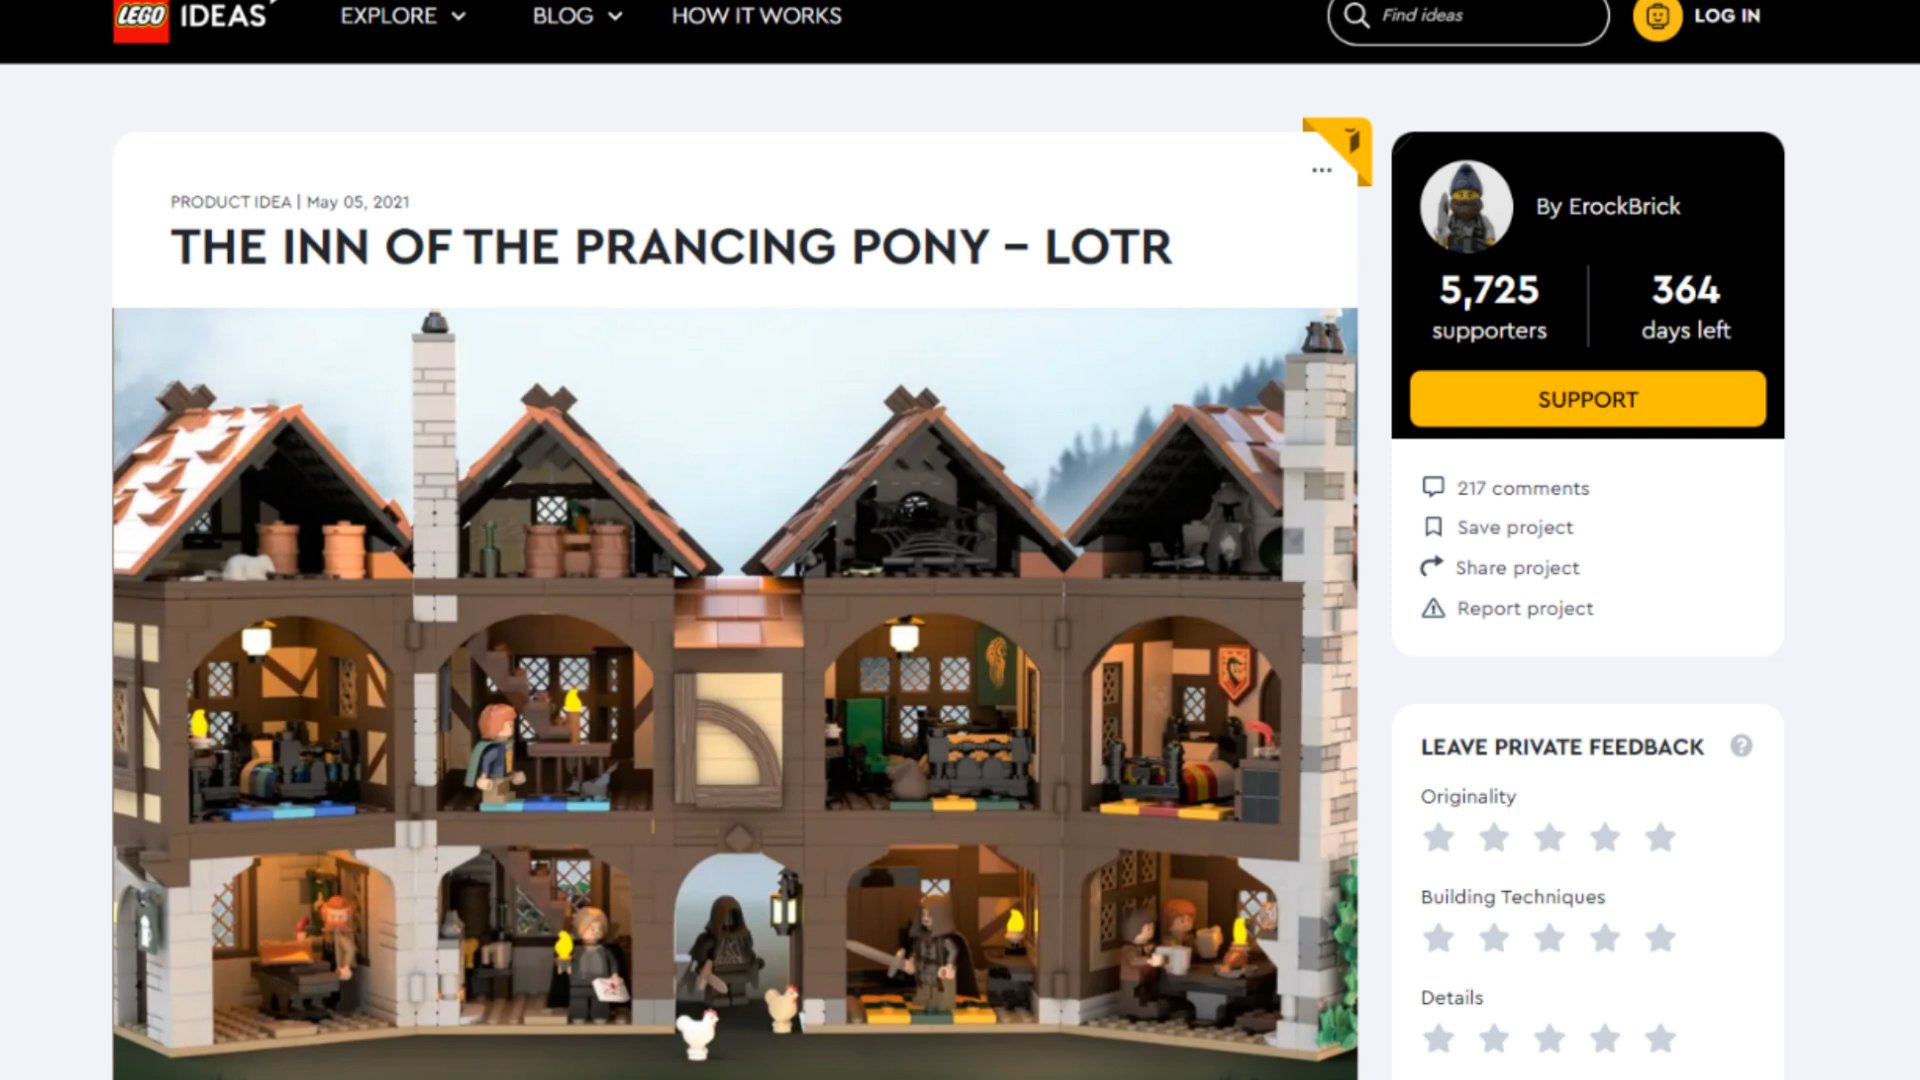 LEGO IDEAS
EXPLORE
BLOG
HOW IT WORKS
Find ideas
LOG IN
PRODUCT IDEA | May 05, 2021
THE INN OF THE PRANCING PONY – LOTR
By ErockBrick
5,725
supporters
364
days left
SUPPORT
217 comments
Save project
Share project
Report project
LEAVE PRIVATE FEEDBACK ?
Originality
Building Techniques
Details